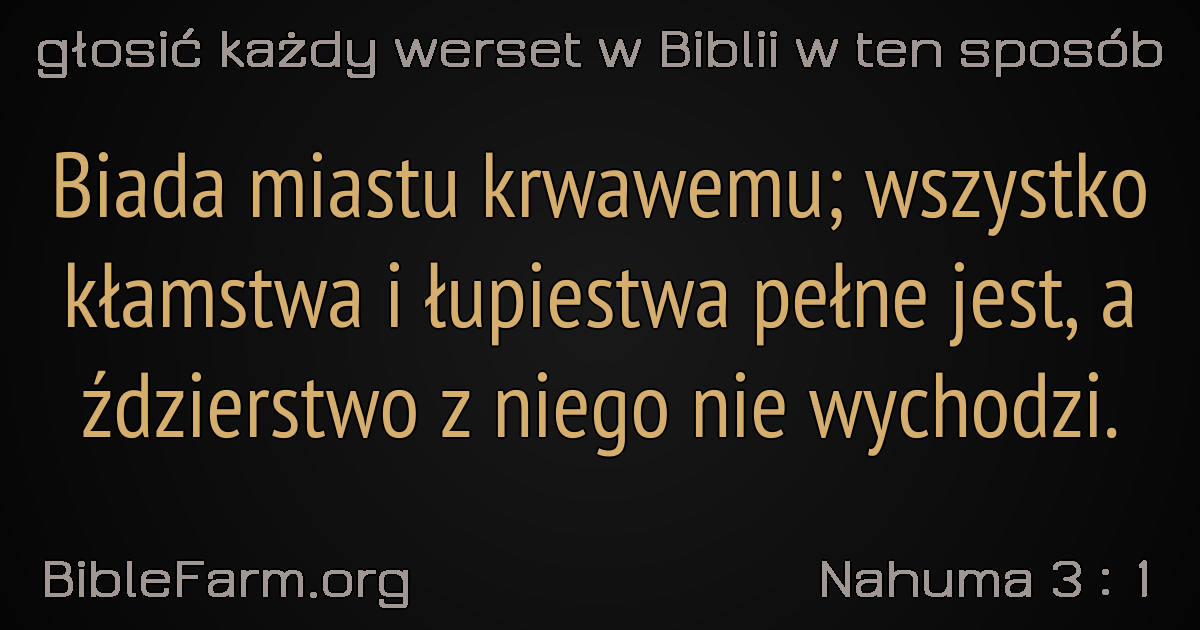 głosić każdy werset w Biblii w ten sposób
Biada miastu krwawemu; wszystko
kłamstwa i łupiestwa pełne jest, a
ździerstwo z niego nie wychodzi.
BibleFarm.org
Nahuma 3 : 1